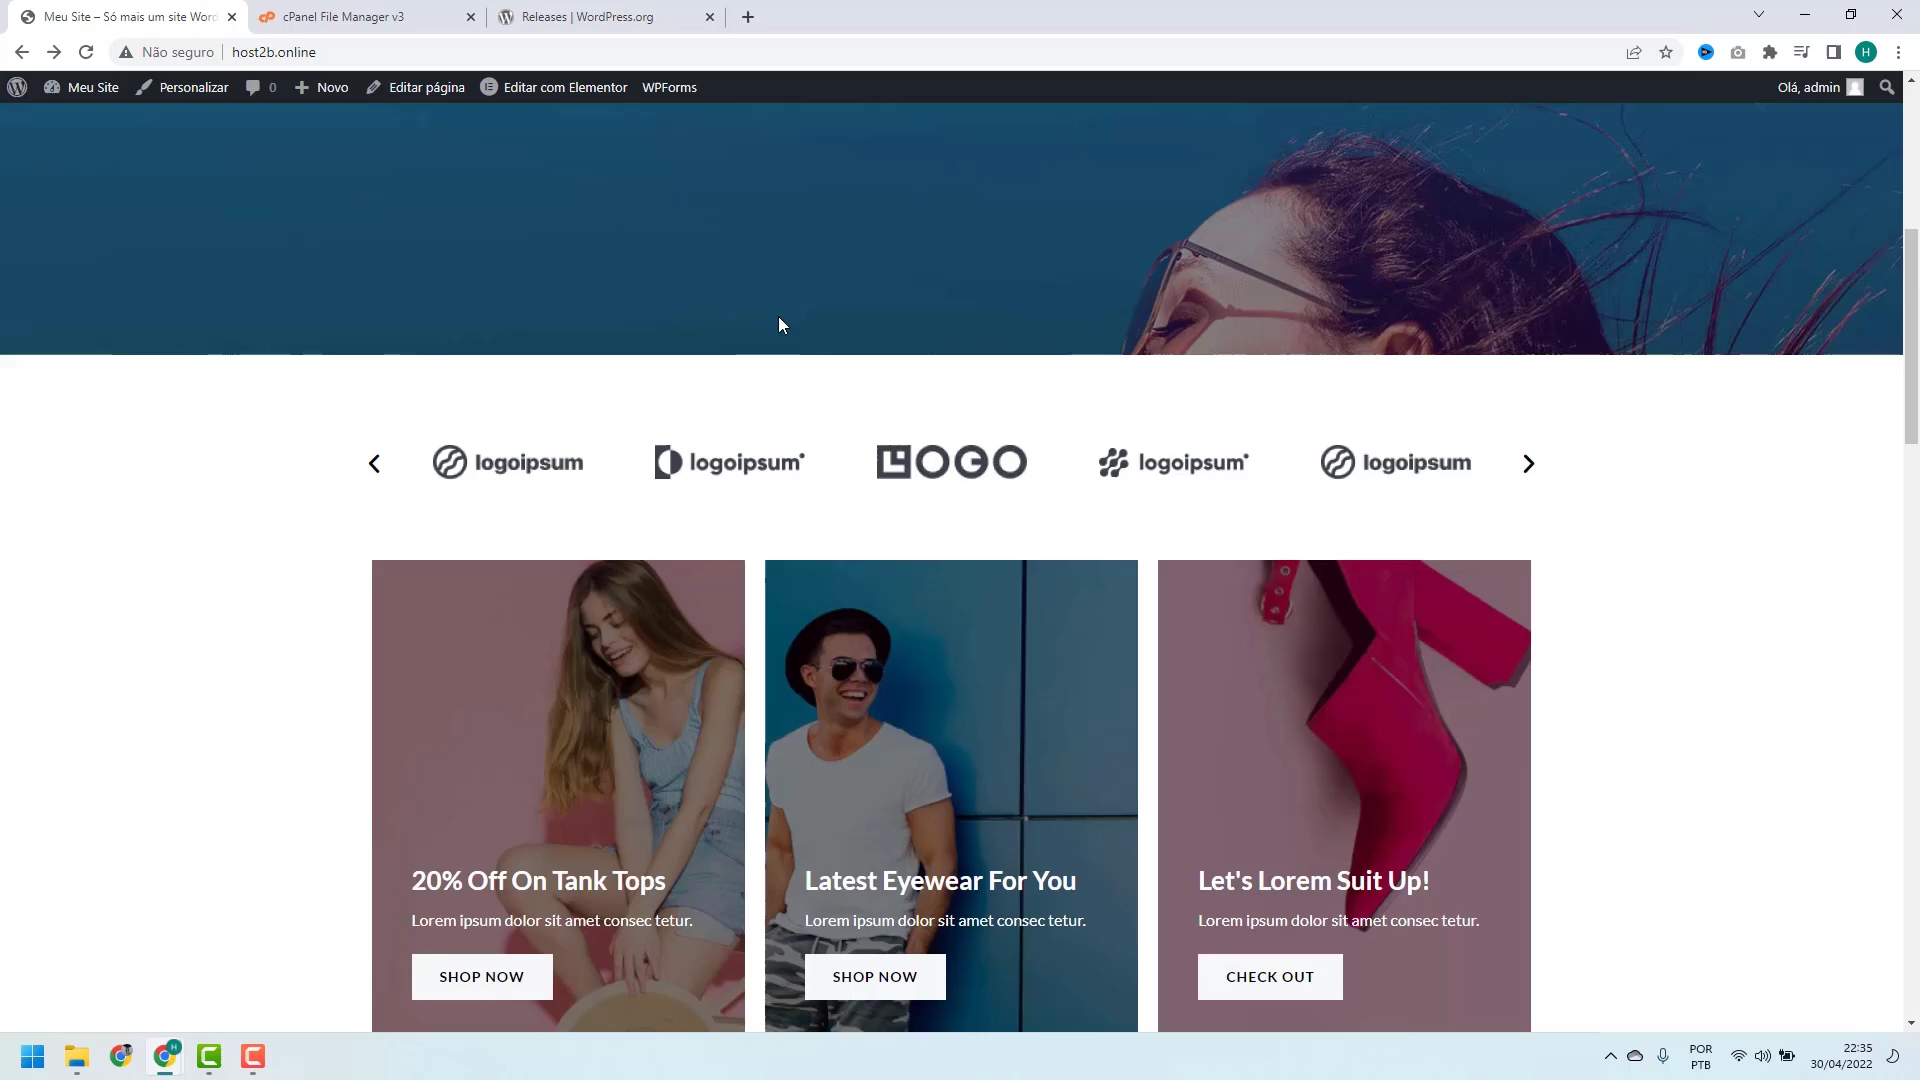 Meu Site – Só mais um site Word
cPanel File Manager v3
Releases | WordPress.org
Não seguro
host2b.online
H
Meu Site
Personalizar
0
Novo
Editar página
Editar com Elementor
WPForms
Olá, admin
logoipsum
logoipsum
LOGO
logoipsum
logoipsum
20% Off On Tank Tops
Lorem ipsum dolor sit amet consec tetur.
SHOP NOW
Latest Eyewear For You
Lorem ipsum dolor sit amet consec tetur.
SHOP NOW
Let's Lorem Suit Up!
Lorem ipsum dolor sit amet consec tetur.
CHECK OUT
H
POR
PTB
22:35
30/04/2022